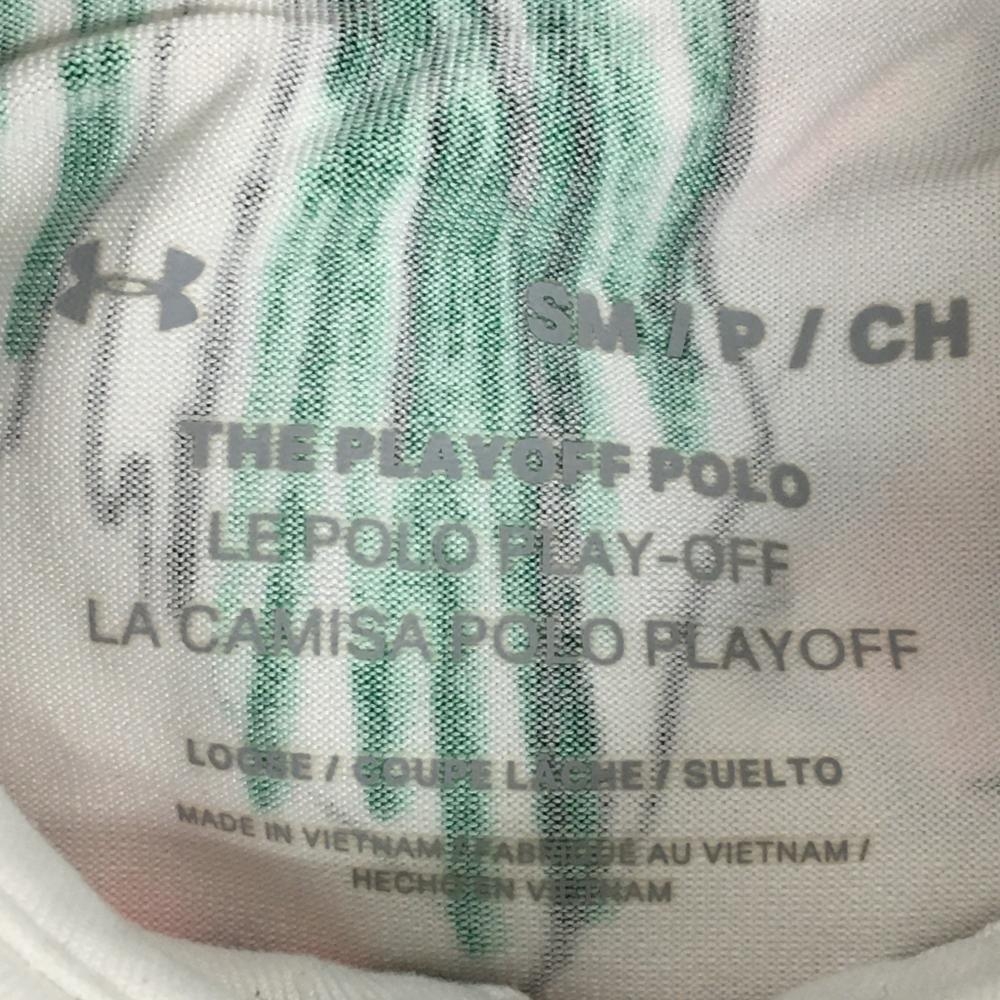 SM / P / CH
THE PLAYOFF POLO
LE POLO PLAY-OFF
LA CAMISA POLO PLAYOFF
LOOSE / COUPE LÂCHE / SUELTO
MADE IN VIETNAM / FABRIQUÉ AU VIETNAM /
HECHO EN VIETNAM